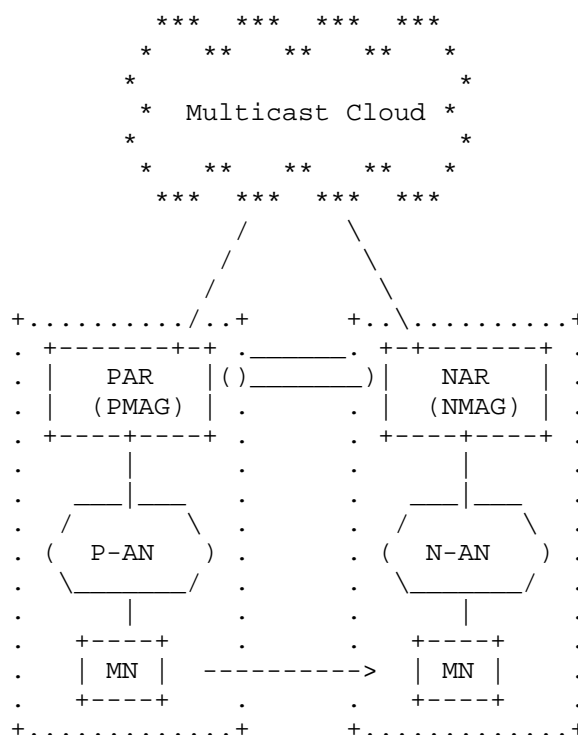 Multicast Cloud
PAR NAR
(PMAG) (NMAG)
P-AN N-AN
MN MN